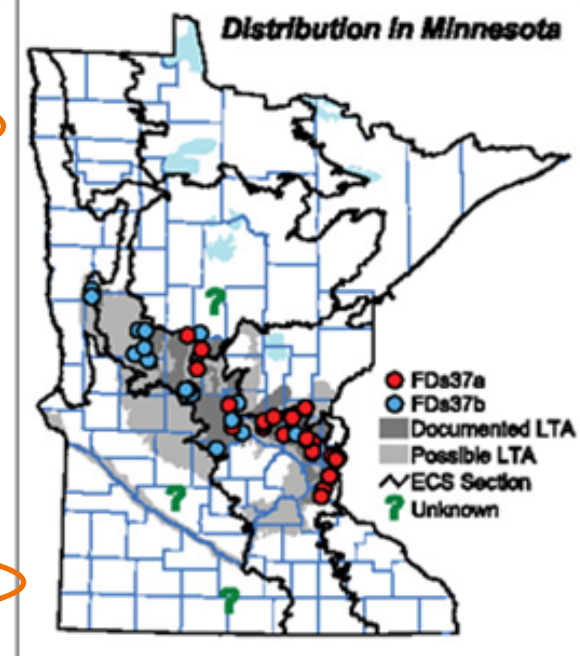 Distribution in Minnesota
?
FDs37a
FDs37b
Documented LTA
Possible LTA
ECS Section
?
? Unknown
?